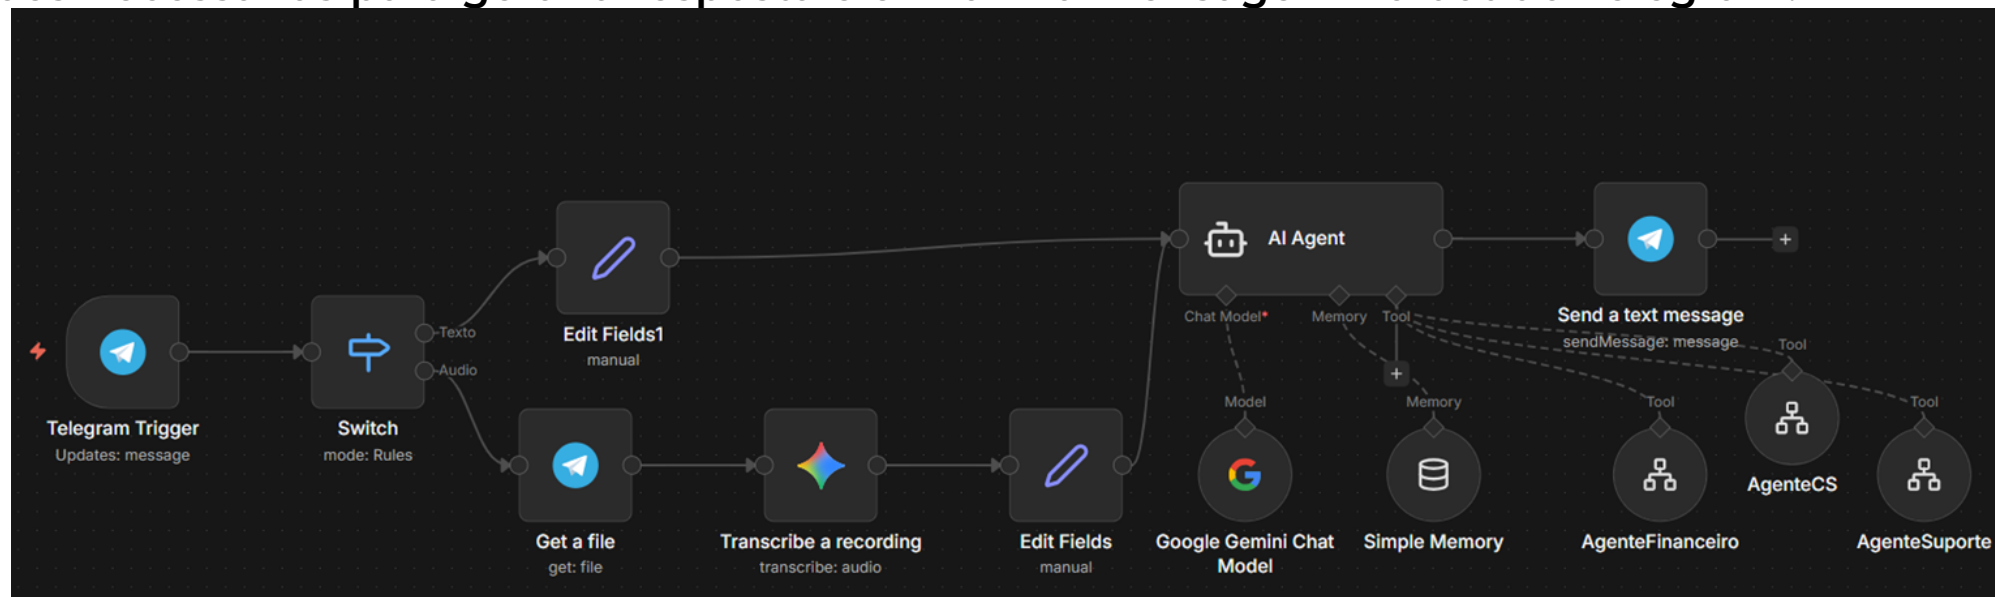 Telegram Trigger
Updates: message
Switch
mode: Rules
Texto
Audio
Edit Fields1
manual
Get a file
get: file
Transcribe a recording
transcribe: audio
Edit Fields
manual
AI Agent
Chat Model*
Memory
Tool
+
Model
Google Gemini Chat
Model
Memory
Simple Memory
Send a text message
sendMessage: message
+
Tool
AgenteFinanceiro
Tool
AgenteCS
Tool
AgenteSuporte